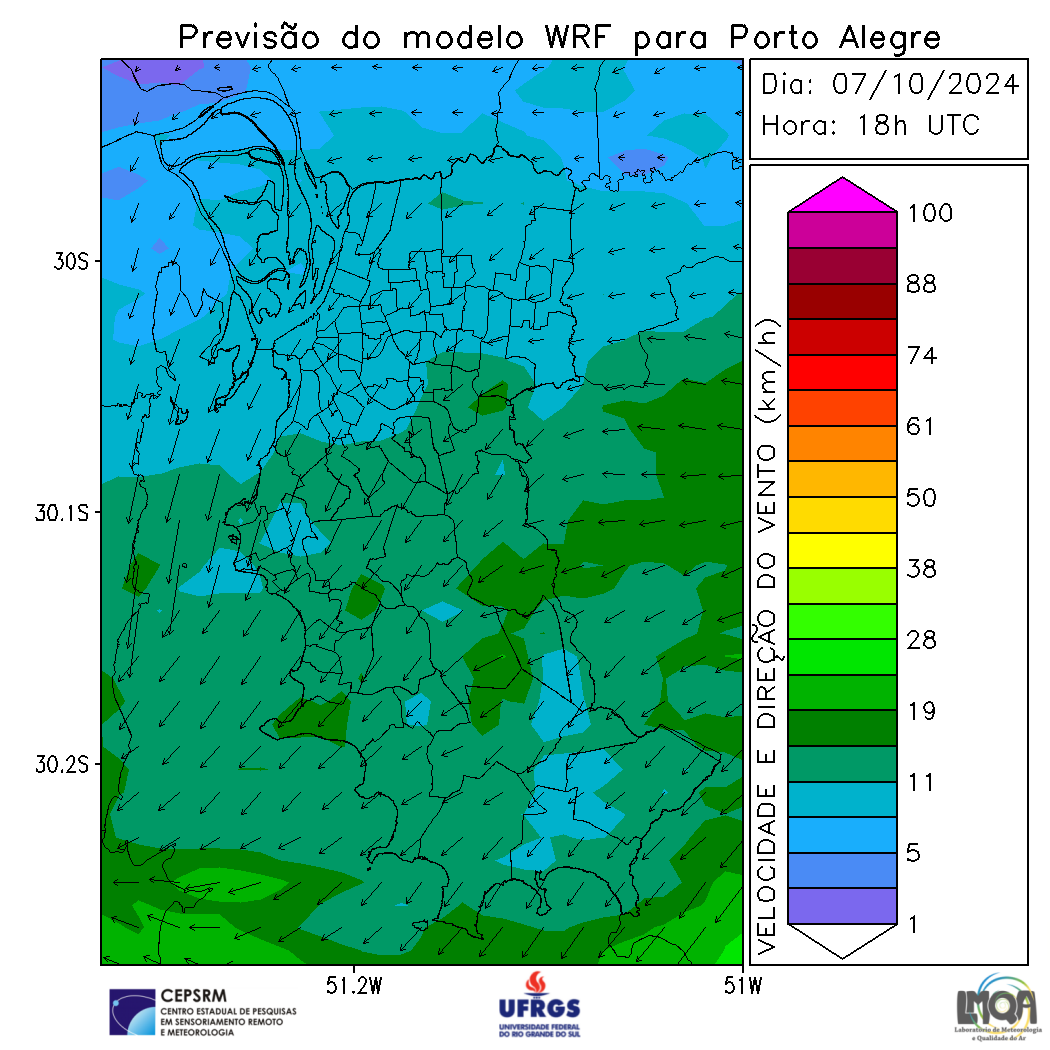 Previsão do modelo WRF para Porto Alegre
Dia: 07/10/2024
Hora: 18h UTC
30S
30.1S
30.2S
51.2W
51W
VELOCIDADE E DIREÇÃO DO VENTO (km/h)
100
88
74
61
50
38
28
19
11
5
1
CEPSRM
CENTRO ESTADUAL DE PESQUISAS
EM SENSORIAMENTO REMOTO
E METEOROLOGIA
UFRGS
UNIVERSIDADE FEDERAL
DO RIO GRANDE DO SUL
LMQA
Laboratório de Meteorologia
e Qualidade do Ar